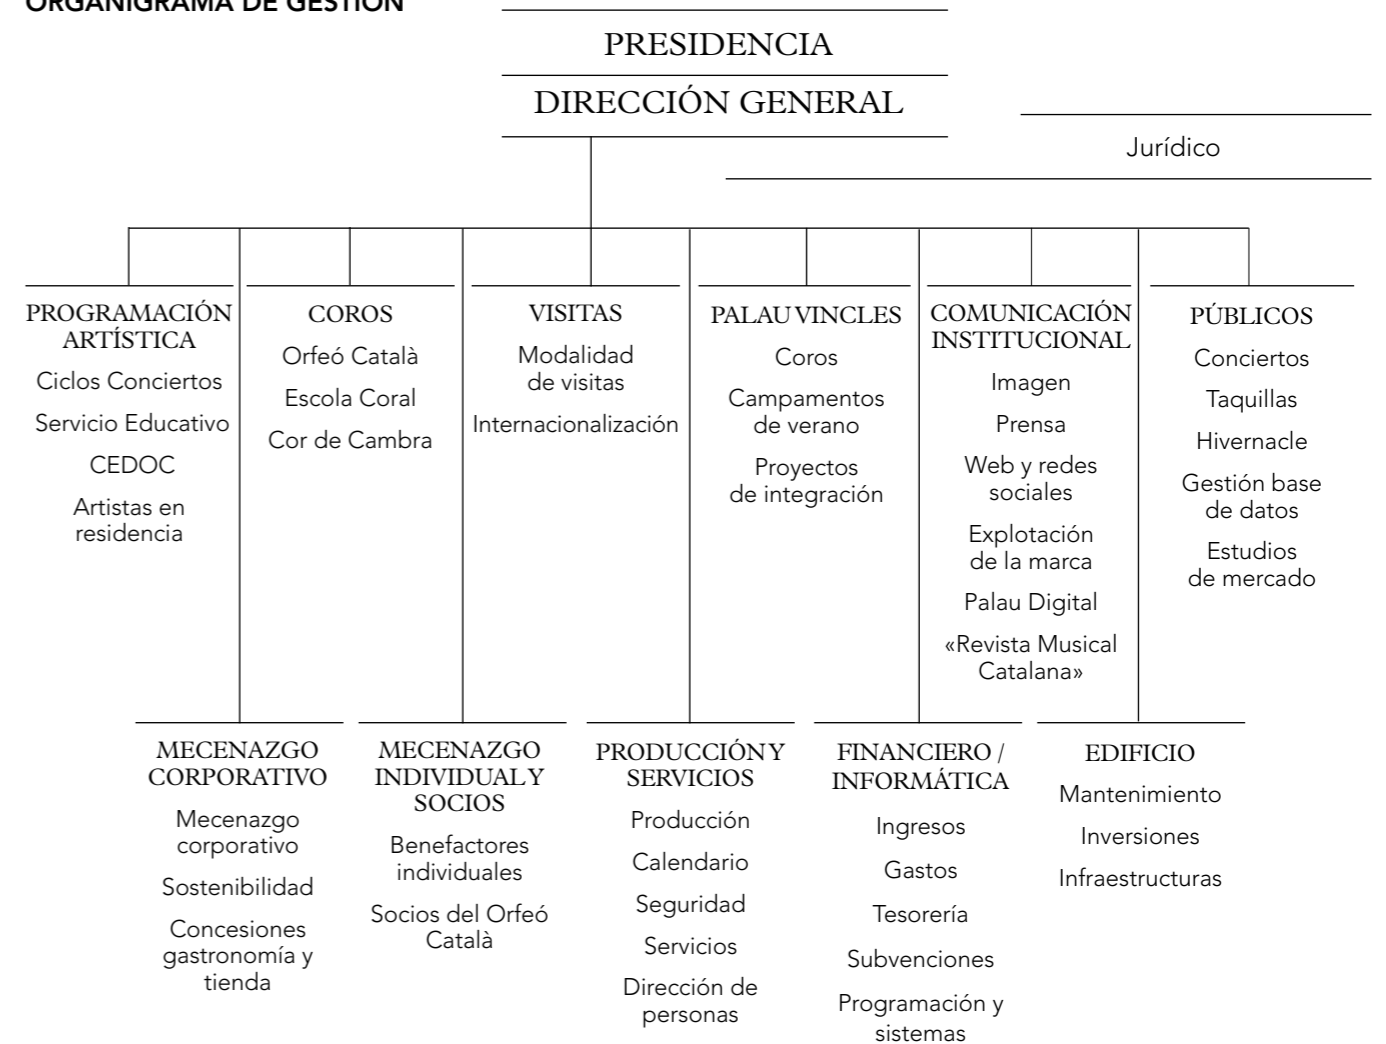 ORGANIGRAMA DE GESTIÓN
PRESIDENCIA
DIRECCIÓN GENERAL
Jurídico
PROGRAMACIÓN
ARTÍSTICA
Ciclos Conciertos
Servicio Educativo
CEDOC
Artistas en
residencia
COROS
Orfeó Català
Escola Coral
Cor de Cambra
VISITAS
Modalidad
de visitas
Internacionalización
PALAU VINCLES
Coros
Campamentos
de verano
Proyectos
de integración
COMUNICACIÓN
INSTITUCIONAL
Imagen
Prensa
Web y redes
sociales
Explotación
de la marca
Palau Digital
«Revista Musical
Catalana»
PÚBLICOS
Conciertos
Taquillas
Hivernacle
Gestión base
de datos
Estudios
de mercado
MECENAZGO
CORPORATIVO
Mecenazgo
corporativo
Sostenibilidad
Concesiones
gastronomía y
tienda
MECENAZGO
INDIVIDUAL Y
SOCIOS
Benefactores
individuales
Socios del Orfeó
Català
PRODUCCIÓN Y
SERVICIOS
Producción
Calendario
Seguridad
Servicios
Dirección de
personas
FINANCIERO /
INFORMÁTICA
Ingresos
Gastos
Tesorería
Subvenciones
Programación y
sistemas
EDIFICIO
Mantenimiento
Inversiones
Infraestructuras